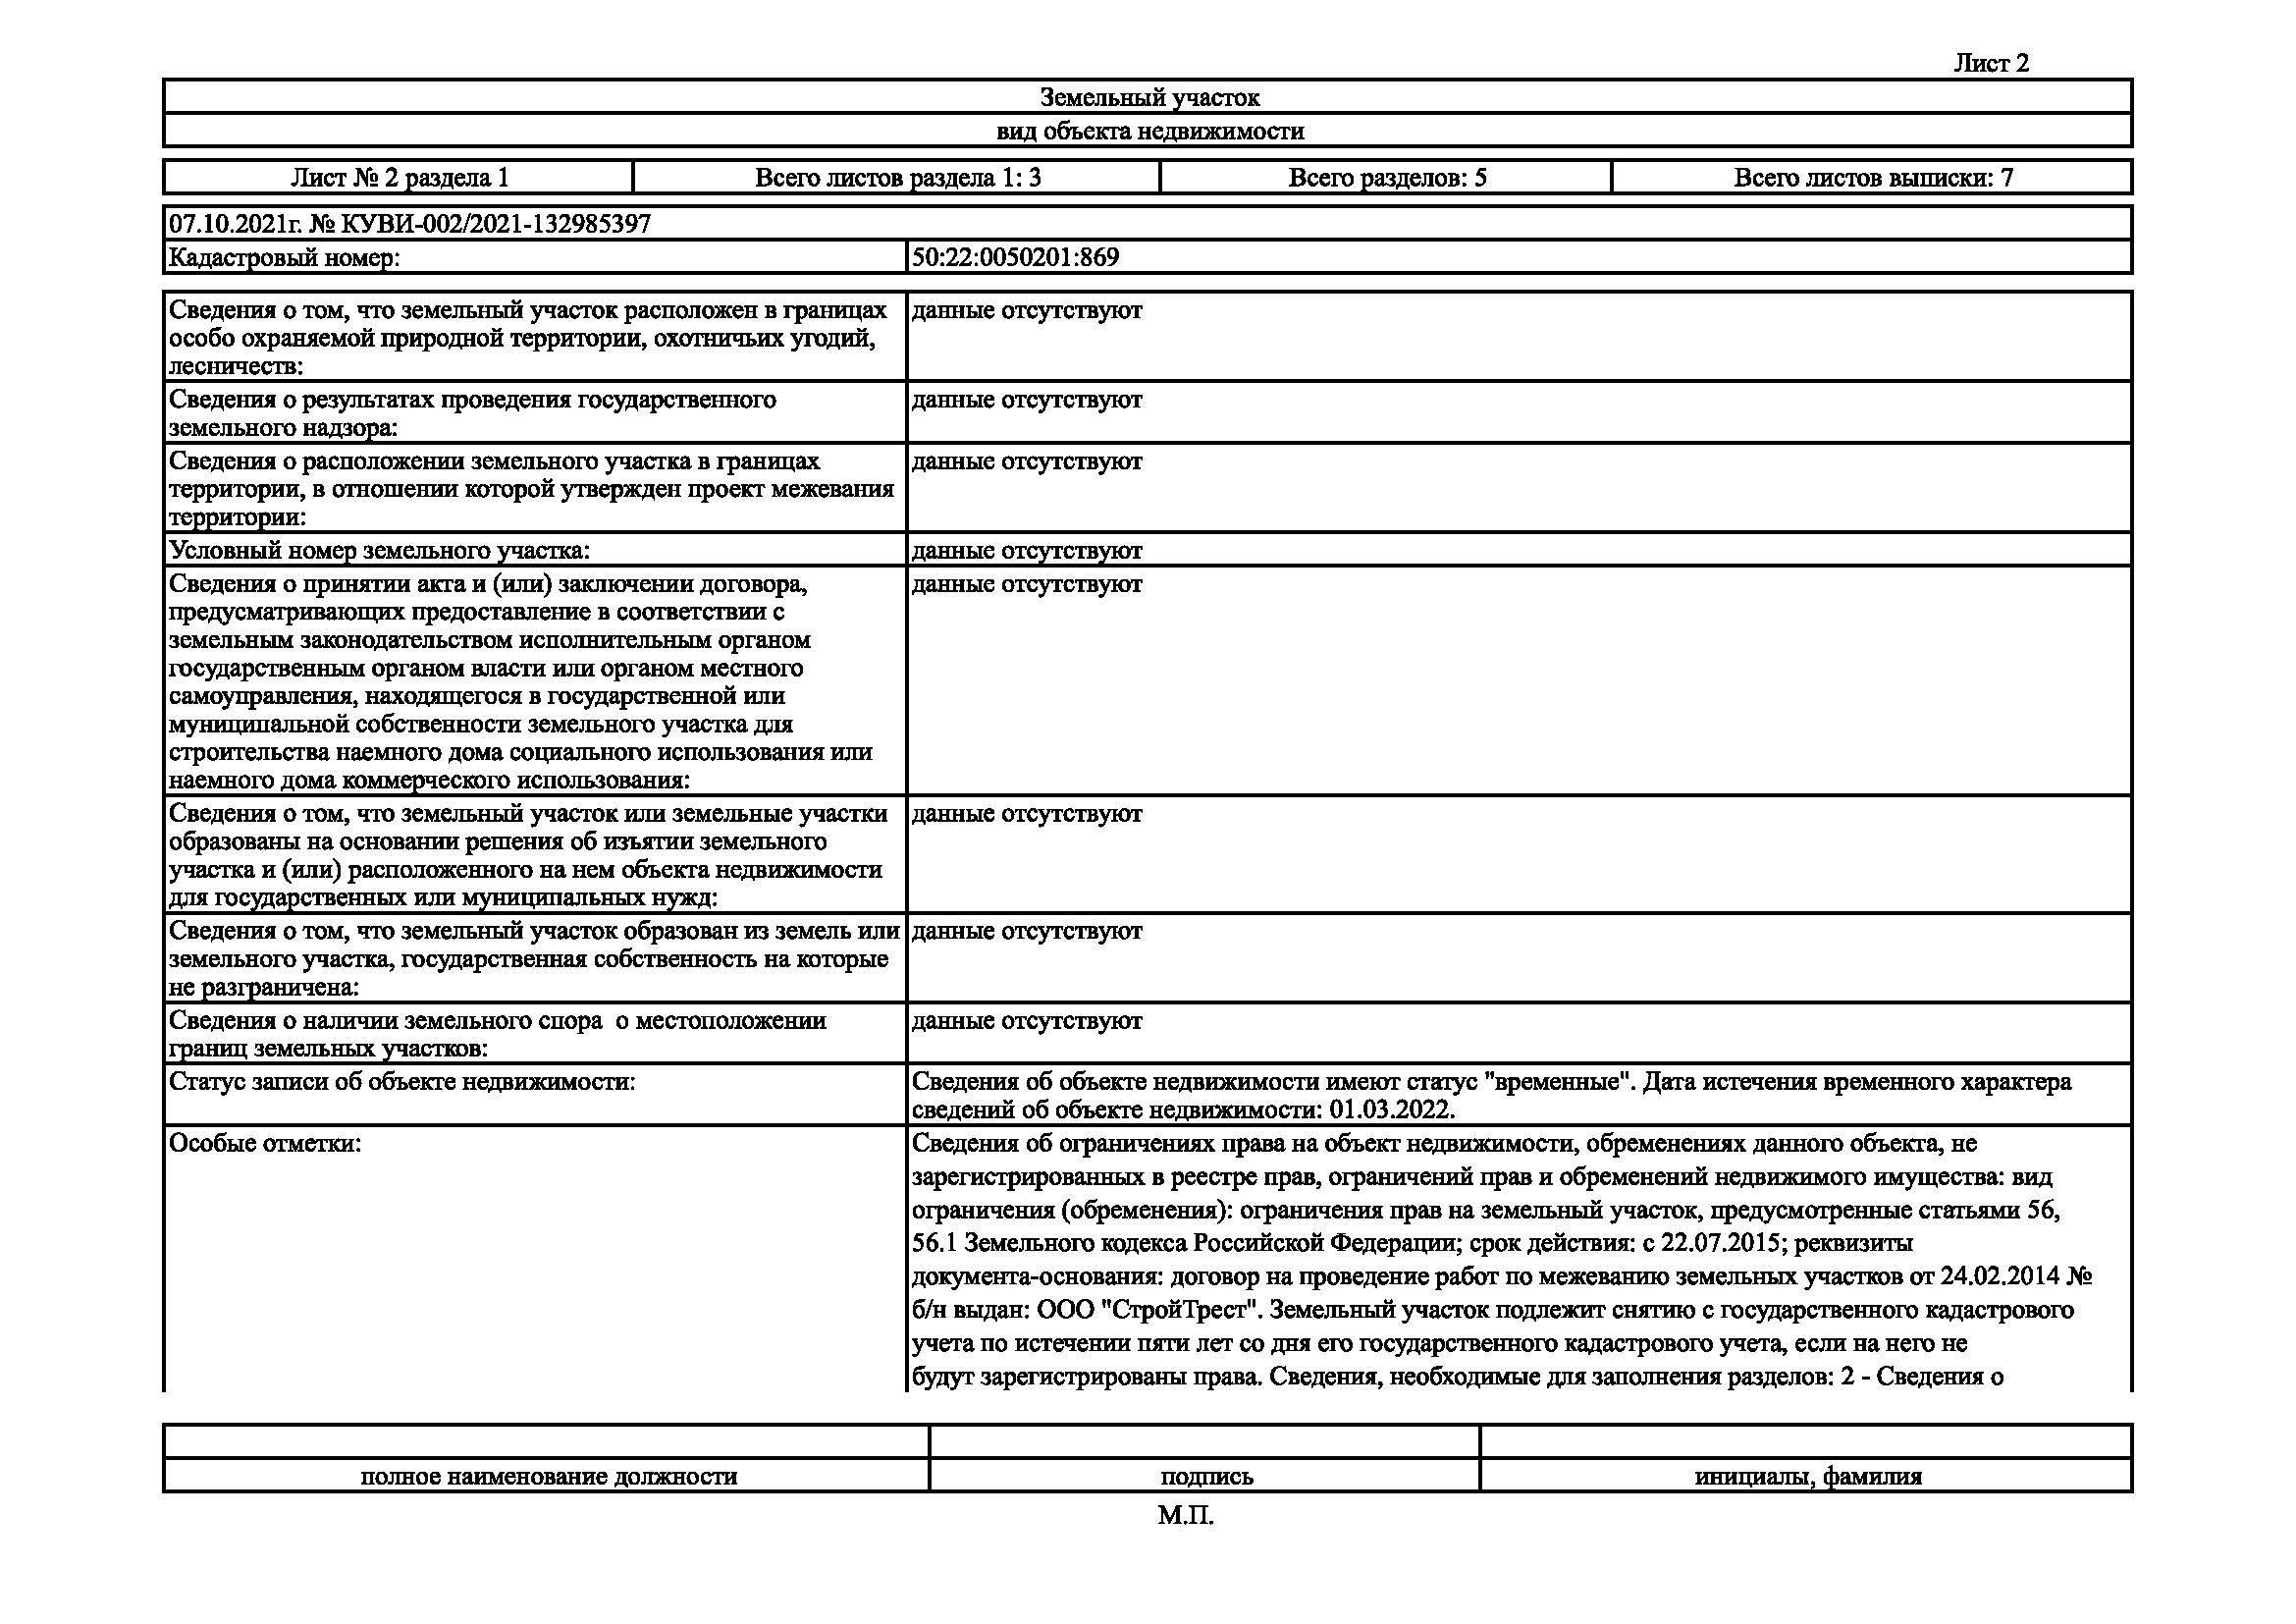 Лист 2
Земельный участок
вид объекта недвижимости
Лист № 2 раздела 1
Всего листов раздела 1: 3
Всего разделов: 5
Всего листов выписки: 7
07.10.2021г. № КУВИ-002/2021-132985397
Кадастровый номер:
50:22:0050201:869
Сведения о том, что земельный участок расположен в границах
особо охраняемой природной территории, охотничьих угодий,
лесничеств:
данные отсутствуют
Сведения о результатах проведения государственного
земельного надзора:
данные отсутствуют
Сведения о расположении земельного участка в границах
территории, в отношении которой утвержден проект межевания
территории:
данные отсутствуют
Условный номер земельного участка:
данные отсутствуют
Сведения о принятии акта и (или) заключении договора,
предусматривающих предоставление в соответствии с
земельным законодательством исполнительным органом
государственным органом власти или органом местного
самоуправления, находящегося в государственной или
муниципальной собственности земельного участка для
строительства наемного дома социального использования или
наемного дома коммерческого использования:
данные отсутствуют
Сведения о том, что земельный участок или земельные участки
образованы на основании решения об изъятии земельного
участка и (или) расположенного на нем объекта недвижимости
для государственных или муниципальных нужд:
данные отсутствуют
Сведения о том, что земельный участок образован из земель или
земельного участка, государственная собственность на которые
не разграничена:
данные отсутствуют
Сведения о наличии земельного спора  о местоположении
границ земельных участков:
данные отсутствуют
Статус записи об объекте недвижимости:
Сведения об объекте недвижимости имеют статус "временные". Дата истечения временного характера
сведений об объекте недвижимости: 01.03.2022.
Особые отметки:
Сведения об ограничениях права на объект недвижимости, обременениях данного объекта, не
зарегистрированных в реестре прав, ограничений прав и обременений недвижимого имущества: вид
ограничения (обременения): ограничения прав на земельный участок, предусмотренные статьями 56,
56.1 Земельного кодекса Российской Федерации; срок действия: с 22.07.2015; реквизиты
документа-основания: договор на проведение работ по межеванию земельных участков от 24.02.2014 №
б/н выдан: ООО "СтройТрест". Земельный участок подлежит снятию с государственного кадастрового
учета по истечении пяти лет со дня его государственного кадастрового учета, если на него не
будут зарегистрированы права. Сведения, необходимые для заполнения разделов: 2 - Сведения о
полное наименование должности
подпись
инициалы, фамилия
М.П.